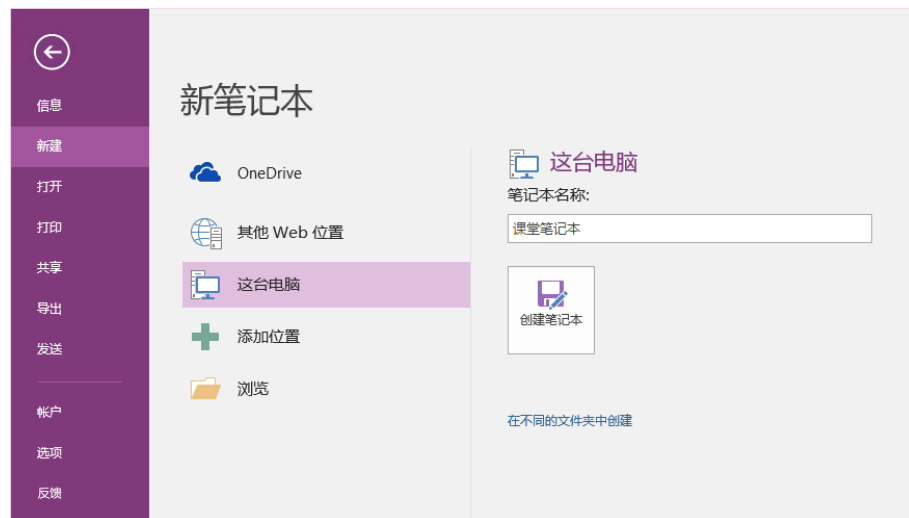 信息
新建
打开
打印
共享
导出
发送
帐户
选项
反馈
新笔记本
OneDrive
其他 Web 位置
这台电脑
添加位置
浏览
这台电脑
笔记本名称:
课堂笔记本
创建笔记本
在不同的文件夹中创建